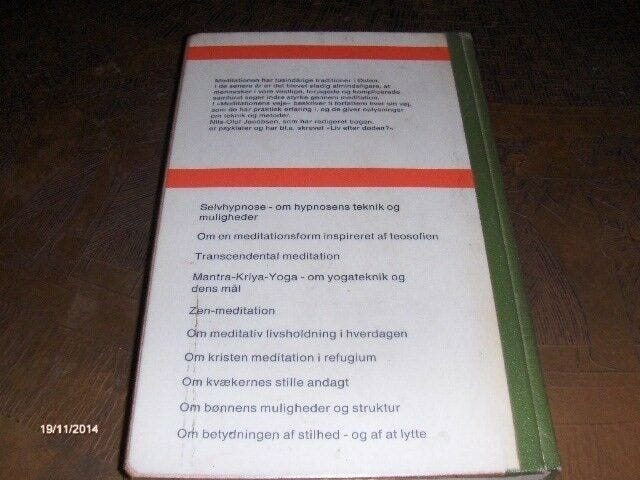 Meditationen har tusindårige traditioner i Østen.
I de senere år er det blevet stadig almindeligere, at
mennesker i vore vestlige, forjagede og komplicerede
samfund søger indre styrke gennem meditation.
I »Meditationens veje« beskriver ti forfattere hver sin vej,
som de har praktisk erfaring i, og de giver oplysninger
om teknik og metoder.
Nils-Olof Jacobson, som har redigeret bogen,
er psykiater og har bl.a. skrevet »Liv efter døden?«.
Selvhypnose - om hypnosens teknik og
muligheder
Om en meditationsform inspireret af teosofien
Transcendental meditation
Mantra-Kriya-Yoga - om yogateknik og
dens mål
Zen-meditation
Om meditativ livsholdning i hverdagen
Om kristen meditation i refugium
Om kvækernes stille andagt
Om bønnens muligheder og struktur
Om betydningen af stilhed - og af at lytte
19/11/2014